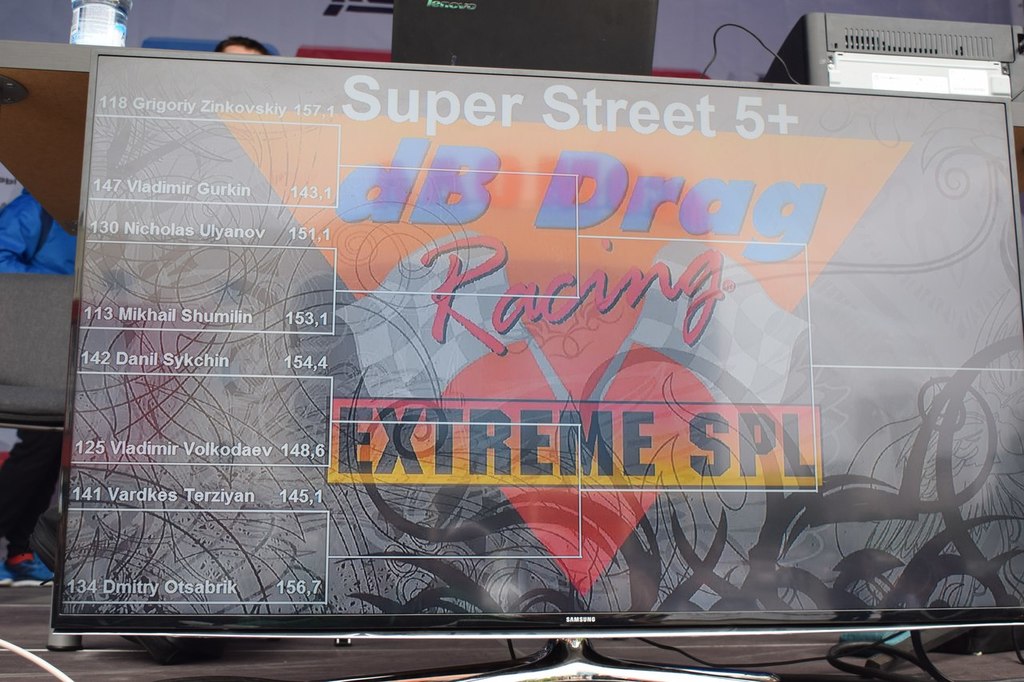 lenovo
Super Street 5+
118 Grigoriy Zinkovskiy 157,1
147 Vladimir Gurkin 143,1
130 Nicholas Ulyanov 151,1
113 Mikhail Shumilin 153,1
142 Danil Sykchin 154,4
125 Vladimir Volkodaev 148,6
141 Vardkes Terziyan 145,1
134 Dmitry Otsabrik 156,7
dB Drag
Racing®
EXTREME SPL
SAMSUNG